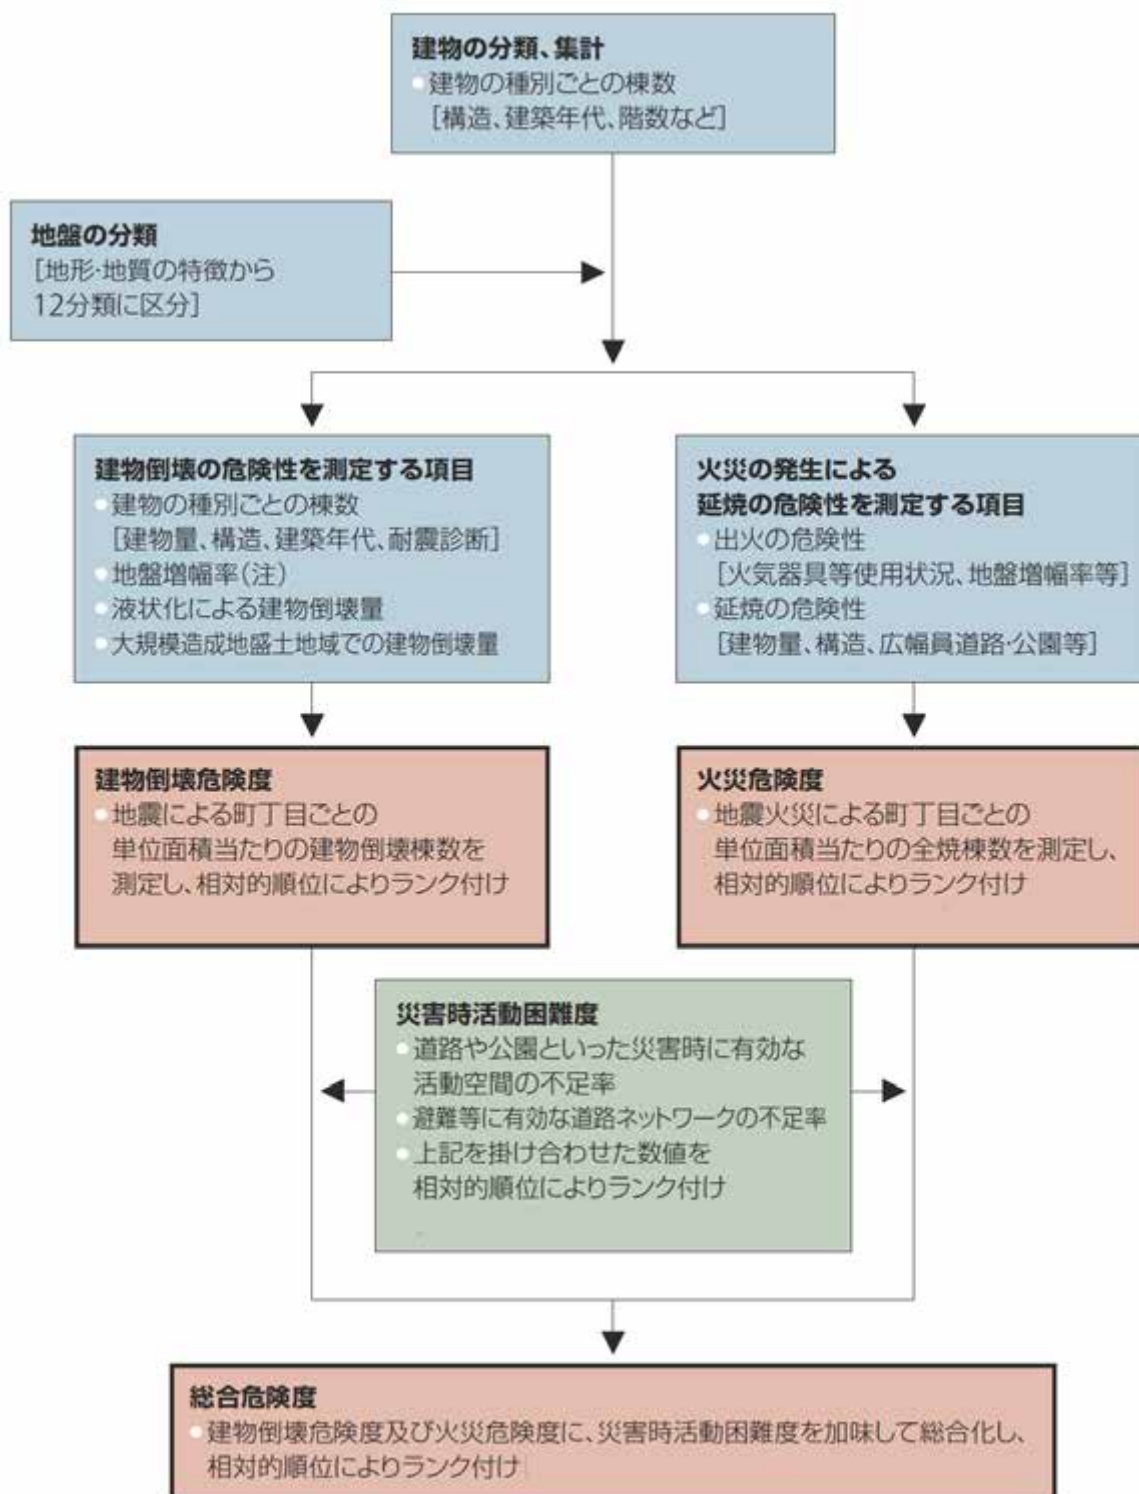 建物の分類、集計
•建物の種別ごとの棟数
[構造、建築年代、階数など]
地盤の分類
[地形・地質の特徴から
12分類に区分]
建物倒壊の危険性を測定する項目
•建物の種別ごとの棟数
[建物量、構造、建築年代、耐震診断]
•地盤増幅率(注)
•液状化による建物倒壊量
•大規模造成地盛土地域での建物倒壊量
火災の発生による
延焼の危険性を測定する項目
•出火の危険性
[火気器具等使用状況、地盤増幅率等]
•延焼の危険性
[建物量、構造、広幅員道路・公園等]
建物倒壊危険度
•地震による町丁目ごとの
単位面積当たりの建物倒壊棟数を
測定し、相対的順位によりランク付け
火災危険度
•地震火災による町丁目ごとの
単位面積当たりの全焼棟数を測定し、
相対的順位によりランク付け
災害時活動困難度
•道路や公園といった災害時に有効な
活動空間の不足率
•避難等に有効な道路ネットワークの不足率
•上記を掛け合わせた数値を
相対的順位によりランク付け
総合危険度
•建物倒壊危険度及び火災危険度に、災害時活動困難度を加味して総合化し、
相対的順位によりランク付け